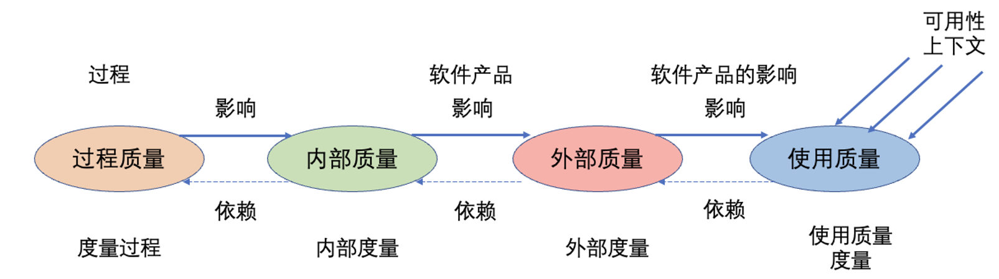 可用性
上下文
过程
软件产品
软件产品的影响
影响
影响
影响
过程质量
内部质量
外部质量
使用质量
依赖
依赖
依赖
度量过程
内部度量
外部度量
使用质量
度量